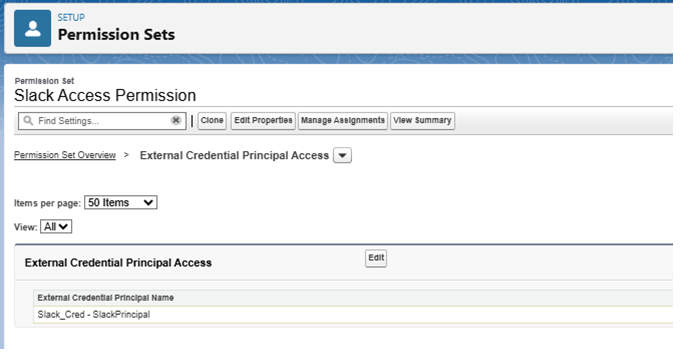 SETUP
Permission Sets
Permission Set
Slack Access Permission
Find Settings... | Clone Edit Properties Manage Assignments View Summary
Permission Set Overview > External Credential Principal Access
Items per page: 50 Items
View: All
External Credential Principal Access Edit
External Credential Principal Name
Slack_Cred - SlackPrincipal